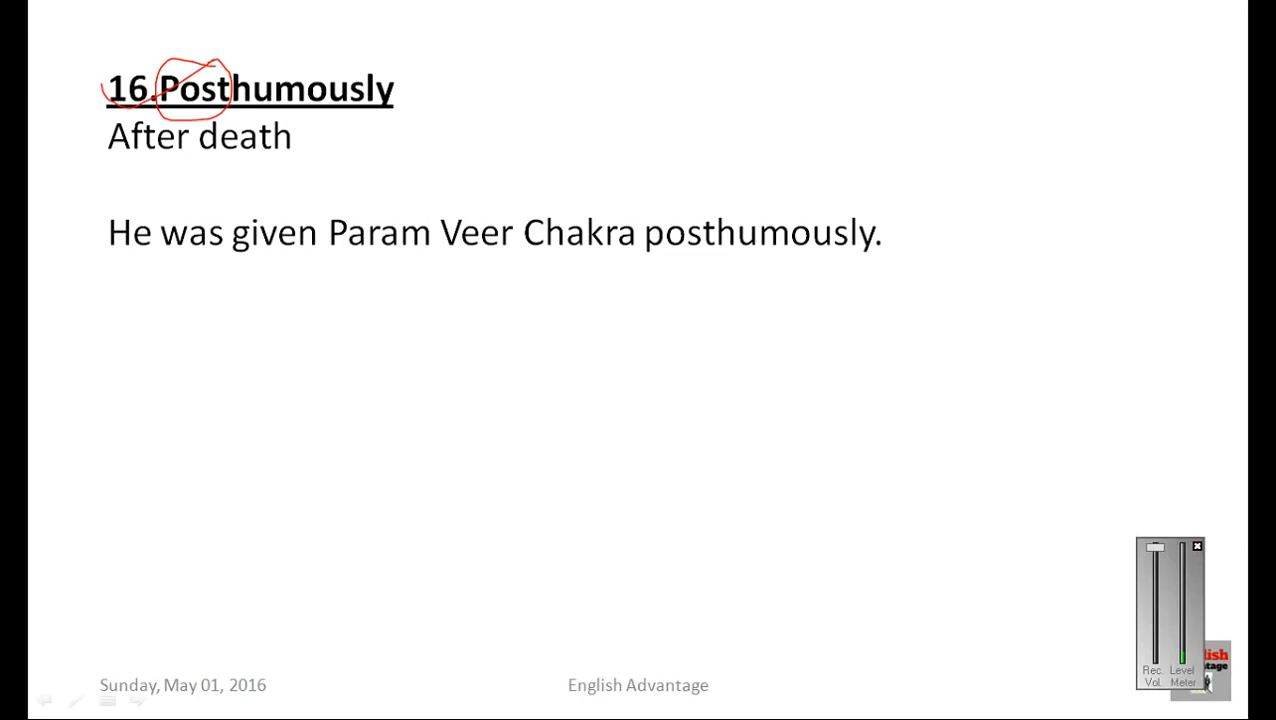 16.Posthumously
After death
He was given Param Veer Chakra posthumously.
Rec. Level
Vol. Meter
Sunday, May 01, 2016
English Advantage